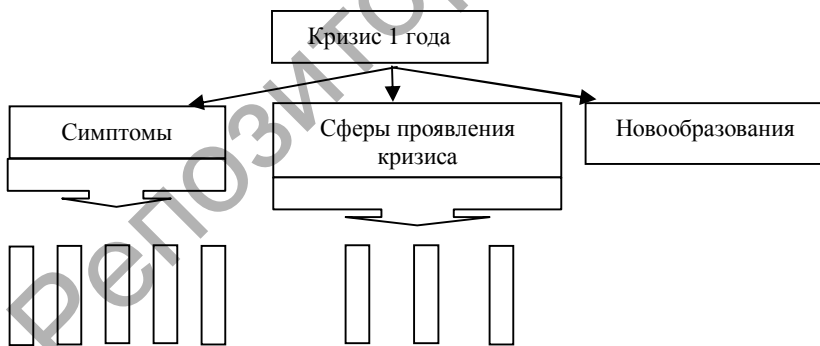 Кризис 1 года
Симптомы
Сферы проявления
кризиса
Новообразования